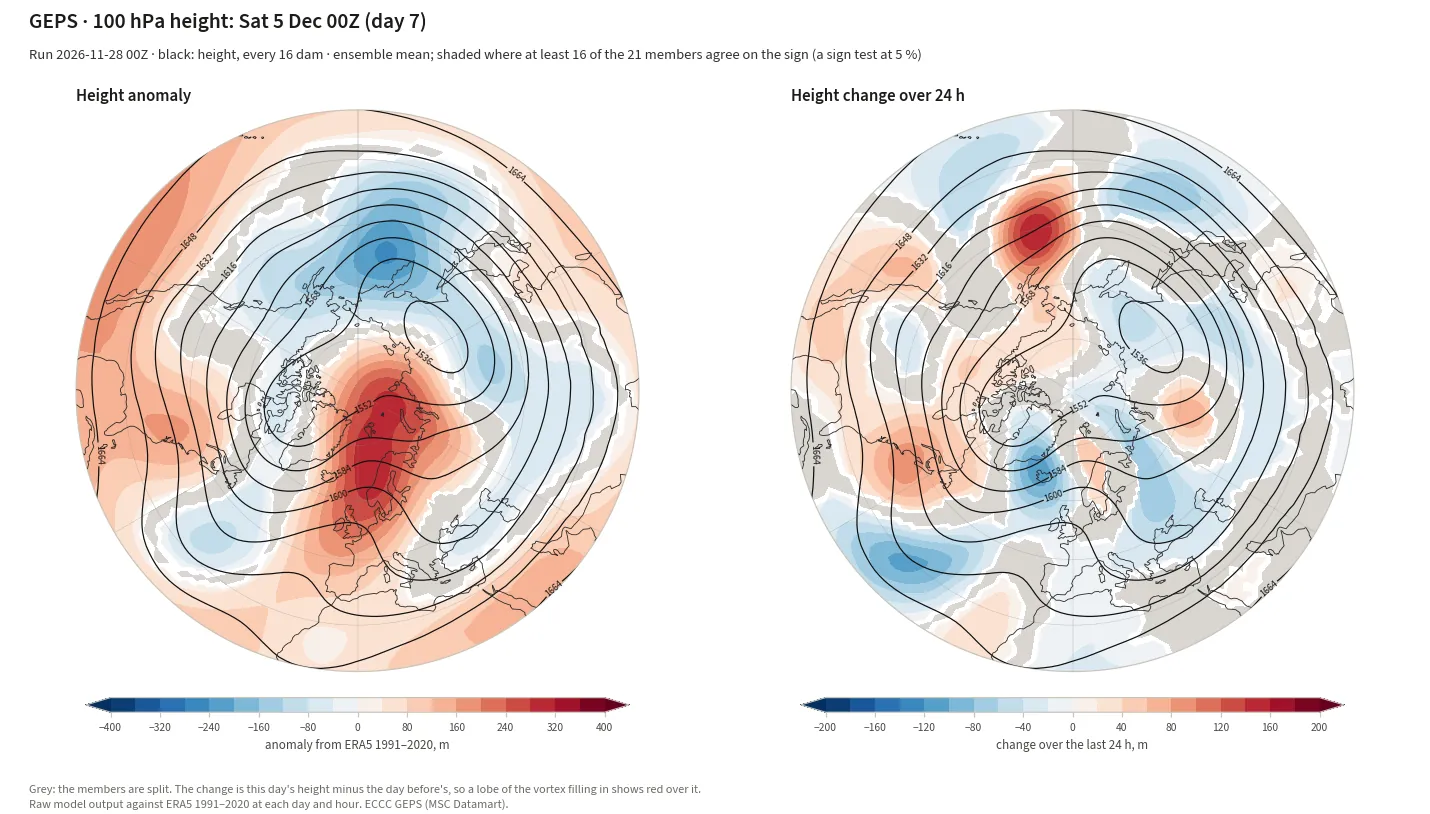 GEPS · 100 hPa height: Sat 5 Dec 00Z (day 7)
Run 2026-11-28 00Z · black: height, every 16 dam · ensemble mean; shaded where at least 16 of the 21 members agree on the sign (a sign test at 5 %)
Height anomaly
Height change over 24 h
1664
1648
1632
1616
1568
1536
1552
1584
1600
1664
1664
1664
1648
1632
1616
1568
1536
1552
1584
1600
1664
1664
−400 −320 −240 −160 −80 0 80 160 240 320 400
anomaly from ERA5 1991–2020, m
−200 −160 −120 −80 −40 0 40 80 120 160 200
change over the last 24 h, m
Grey: the members are split. The change is this day's height minus the day before's, so a lobe of the vortex filling in shows red over it.
Raw model output against ERA5 1991–2020 at each day and hour. ECCC GEPS (MSC Datamart).